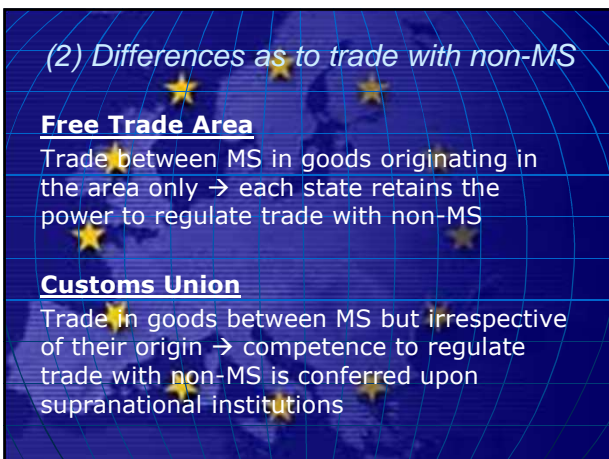 (2) Differences as to trade with non-MS
Free Trade Area
Trade between MS in goods originating in
the area only → each state retains the
power to regulate trade with non-MS
Customs Union
Trade in goods between MS but irrespective
of their origin → competence to regulate
trade with non-MS is conferred upon
supranational institutions